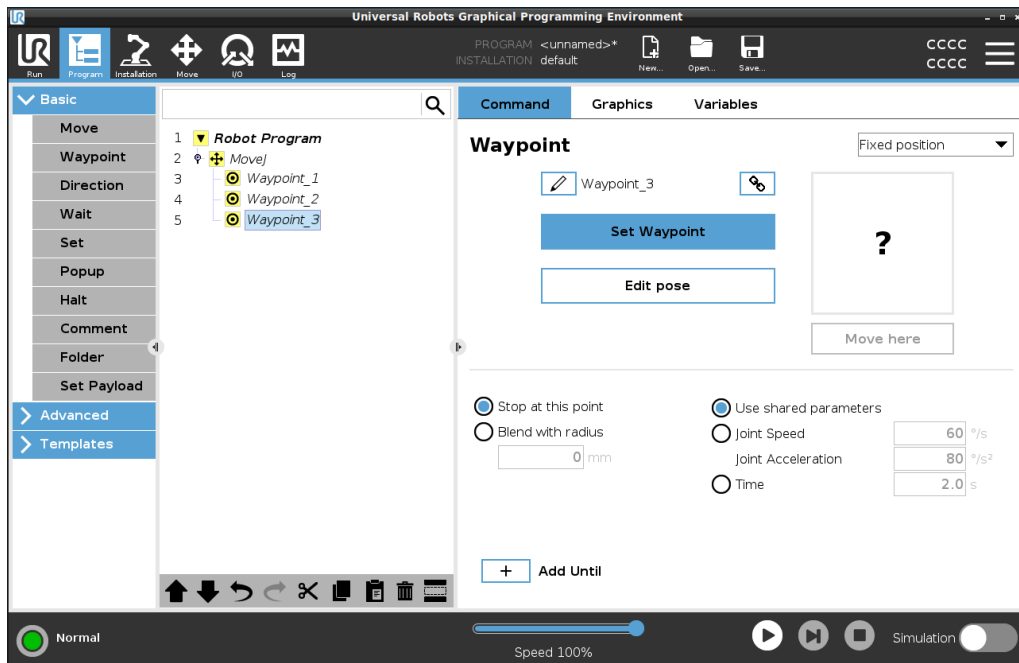 Universal Robots Graphical Programming Environment
UR
Run
Program
Installation
Move
I/O
Log
PROGRAM <unnamed>*
INSTALLATION default
New...
Open...
Save...
cccc
cccc
Basic
Move
Waypoint
Direction
Wait
Set
Popup
Halt
Comment
Folder
Set Payload
Advanced
Templates
1 Robot Program
2 MoveJ
3 Waypoint_1
4 Waypoint_2
5 Waypoint_3
Command Graphics Variables
Waypoint
Fixed position
Waypoint_3
Set Waypoint
Edit pose
?
Move here
Stop at this point
Blend with radius
0 mm
Use shared parameters
Joint Speed 60 °/s
Joint Acceleration 80 °/s²
Time 2.0 s
+ Add Until
Normal
Speed 100%
Simulation